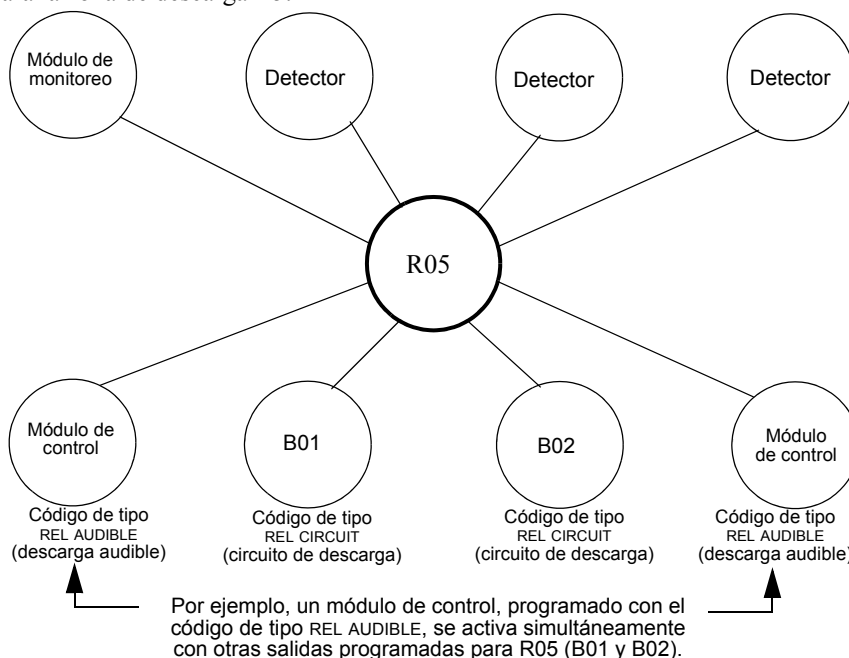 Módulo de
monitoreo
Detector
Detector
Detector
R05
Módulo de
control
B01
B02
Módulo
de control
Código de tipo
REL AUDIBLE
(descarga audible)
Código de tipo
REL CIRCUIT
(circuito de descarga)
Código de tipo
REL CIRCUIT
(circuito de descarga)
Código de tipo
REL AUDIBLE
(descarga audible)
Por ejemplo, un módulo de control, programado con el
código de tipo REL AUDIBLE, se activa simultáneamente
con otras salidas programadas para R05 (B01 y B02).